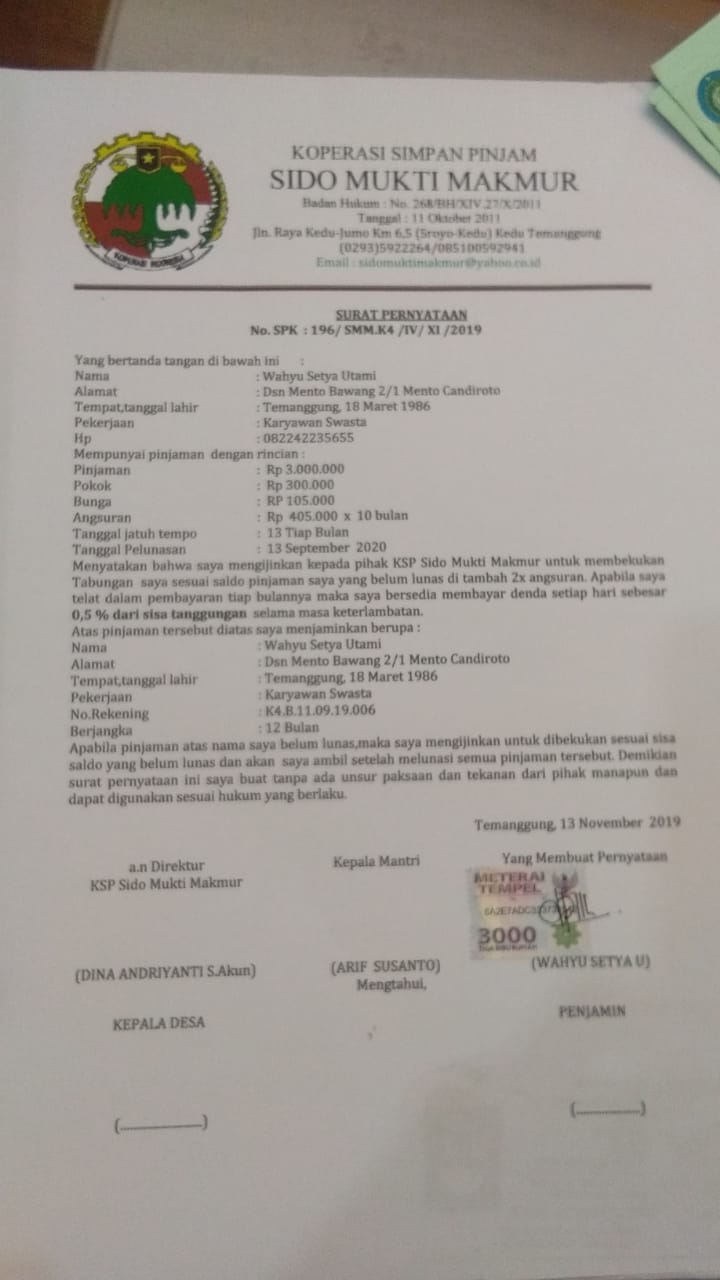 KOPERASI SIMPAN PINJAM
SIDO MUKTI MAKMUR
Badan Hukum : No. 268/BH/XIV.27/X/2011
Tanggal : 11 Oktober 2011
Jln. Raya Kedu-Jumo Km 6,5 (Sroyo-Kedu) Kedu Temanggung
(0293)5922264/085100592941
Email : sidomuktimakmur@yahoo.co.id
KOPERASI INDONESIA
SURAT PERNYATAAN
No. SPK : 196/ SMM.K4 /IV/ XI /2019
Yang bertanda tangan di bawah ini :
Nama : Wahyu Setya Utami
Alamat : Dsn Mento Bawang 2/1 Mento Candiroto
Tempat,tanggal lahir : Temanggung, 18 Maret 1986
Pekerjaan : Karyawan Swasta
Hp : 082242235655
Mempunyai pinjaman dengan rincian :
Pinjaman : Rp 3.000.000
Pokok : Rp 300.000
Bunga : RP 105.000
Angsuran : Rp 405.000 x 10 bulan
Tanggal jatuh tempo : 13 Tiap Bulan
Tanggal Pelunasan : 13 September 2020
Menyatakan bahwa saya mengijinkan kepada pihak KSP Sido Mukti Makmur untuk membekukan
Tabungan saya sesuai saldo pinjaman saya yang belum lunas di tambah 2x angsuran. Apabila saya
telat dalam pembayaran tiap bulannya maka saya bersedia membayar denda setiap hari sebesar
0,5 % dari sisa tanggungan selama masa keterlambatan.
Atas pinjaman tersebut diatas saya menjaminkan berupa :
Nama : Wahyu Setya Utami
Alamat : Dsn Mento Bawang 2/1 Mento Candiroto
Tempat,tanggal lahir : Temanggung, 18 Maret 1986
Pekerjaan : Karyawan Swasta
No.Rekening : K4.B.11.09.19.006
Berjangka : 12 Bulan
Apabila pinjaman atas nama saya belum lunas,maka saya mengijinkan untuk dibekukan sesuai sisa
saldo yang belum lunas dan akan saya ambil setelah melunasi semua pinjaman tersebut. Demikian
surat pernyataan ini saya buat tanpa ada unsur paksaan dan tekanan dari pihak manapun dan
dapat digunakan sesuai hukum yang berlaku.
Temanggung, 13 November 2019
a.n Direktur
KSP Sido Mukti Makmur
Kepala Mantri
Yang Membuat Pernyataan
METERAI
TEMPEL
3000
(DINA ANDRIYANTI S.Akun)
(ARIF SUSANTO)
(WAHYU SETYA U)
Mengtahui,
KEPALA DESA
PENJAMIN
(..................)
(..................)